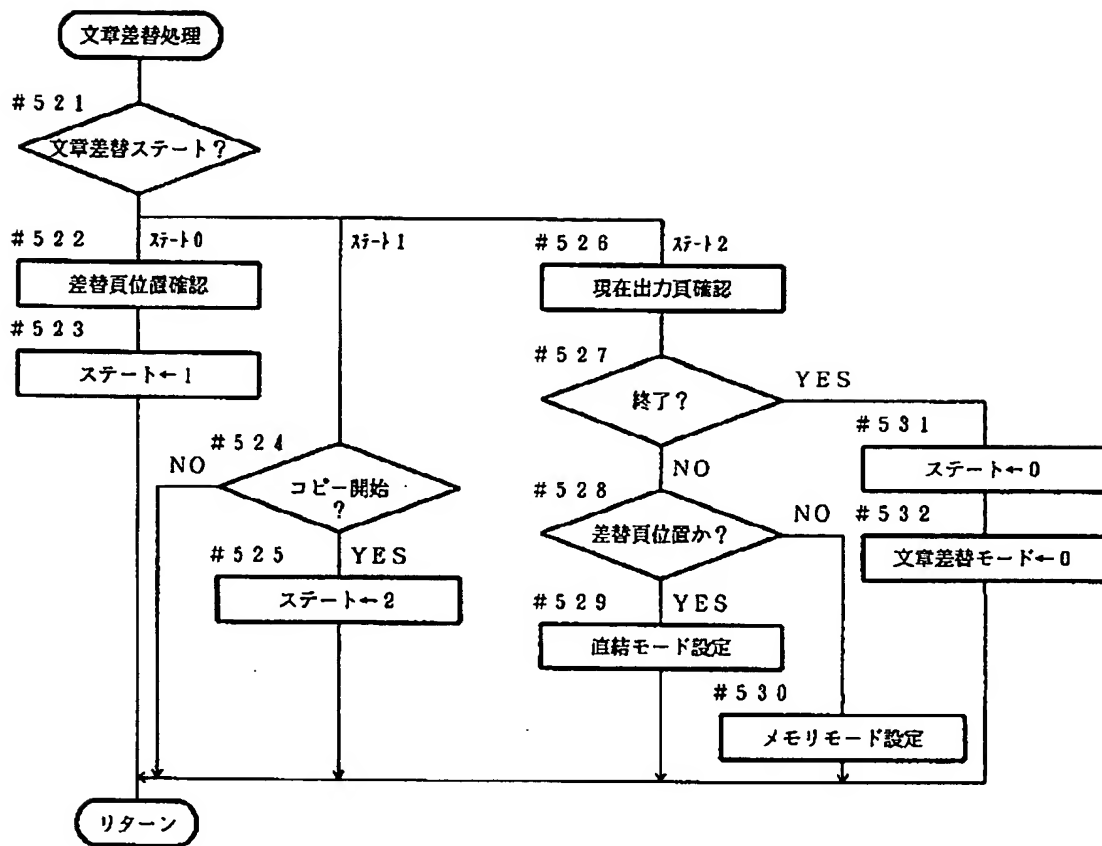 文章差替処理
#521
文章差替ステート?
#522
ステート0
差替頁位置確認
#523
ステート←1
ステート1
#524
NO
コピー開始
?
#525
YES
ステート←2
#526
ステート2
現在出力頁確認
#527
YES
終了?
NO
#528
NO
差替頁位置か?
#529
YES
直結モード設定
#530
メモリモード設定
#531
ステート←0
#532
文章差替モード←0
リターン